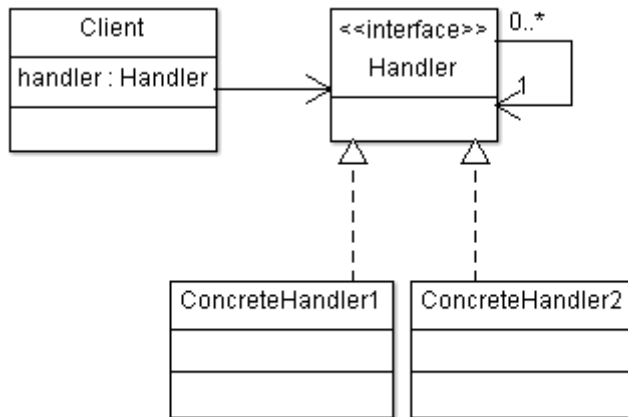 Client
handler : Handler
<<interface>>
Handler
0..*
1
ConcreteHandler1
ConcreteHandler2